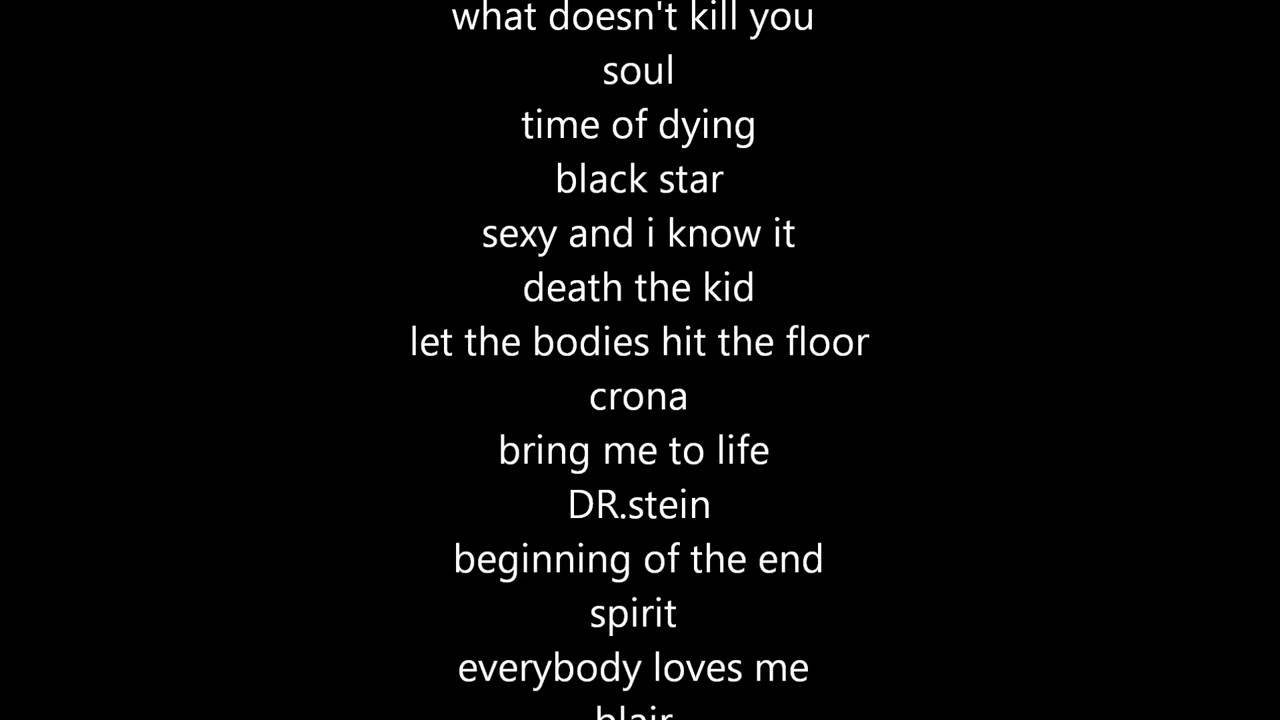 what doesn't kill you
soul
time of dying
black star
sexy and i know it
death the kid
let the bodies hit the floor
crona
bring me to life
DR.stein
beginning of the end
spirit
everybody loves me
blair